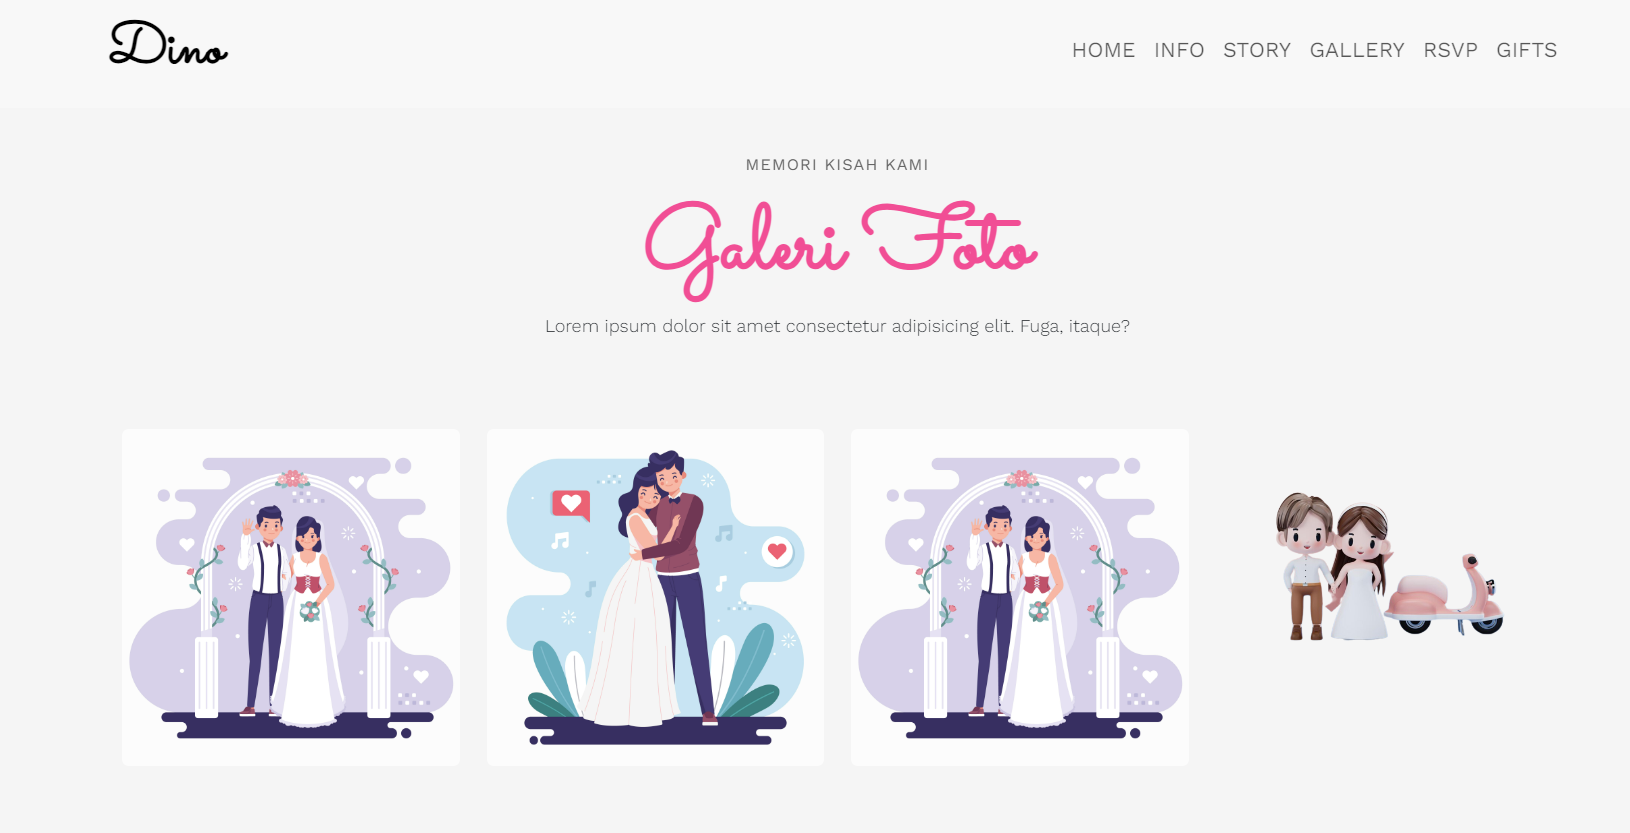 Dino
HOME INFO STORY GALLERY RSVP GIFTS
MEMORI KISAH KAMI
Galeri Foto
Lorem ipsum dolor sit amet consectetur adipisicing elit. Fuga, itaque?